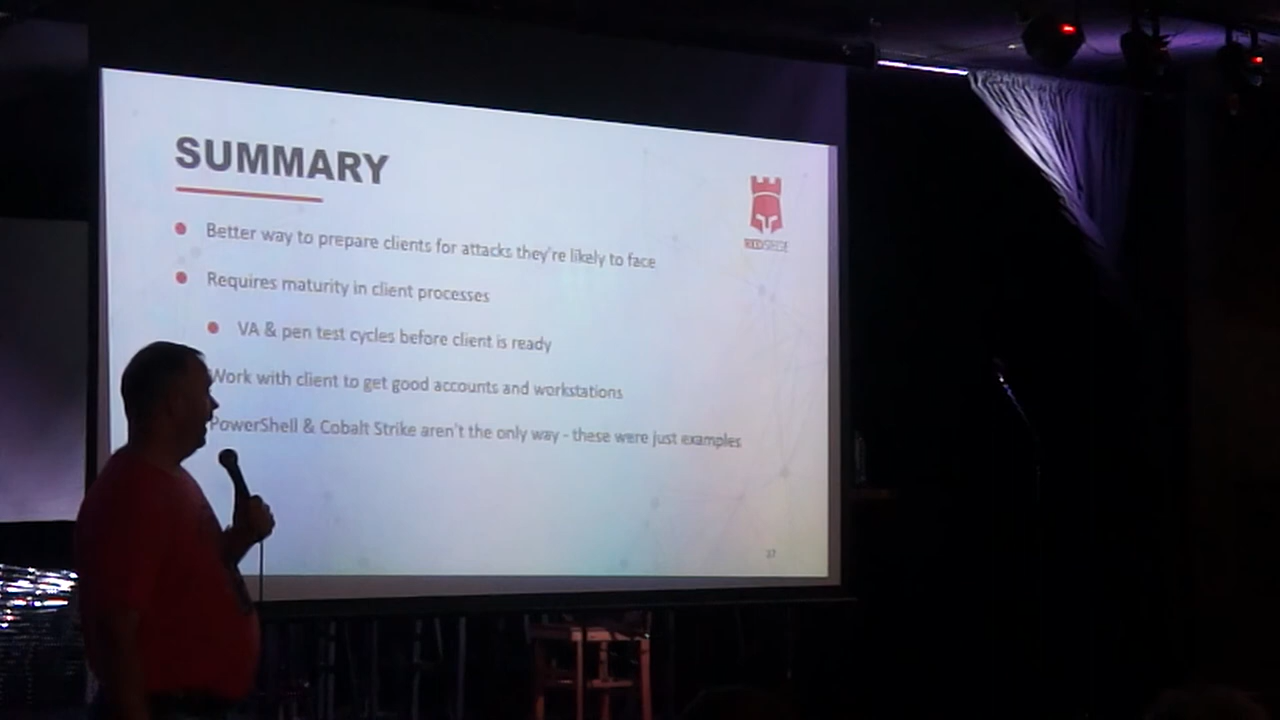 SUMMARY
REDSIEGE
Better way to prepare clients for attacks they're likely to face
Requires maturity in client processes
VA & pen test cycles before client is ready
Work with client to get good accounts and workstations
PowerShell & Cobalt Strike aren't the only way - these were just examples
37